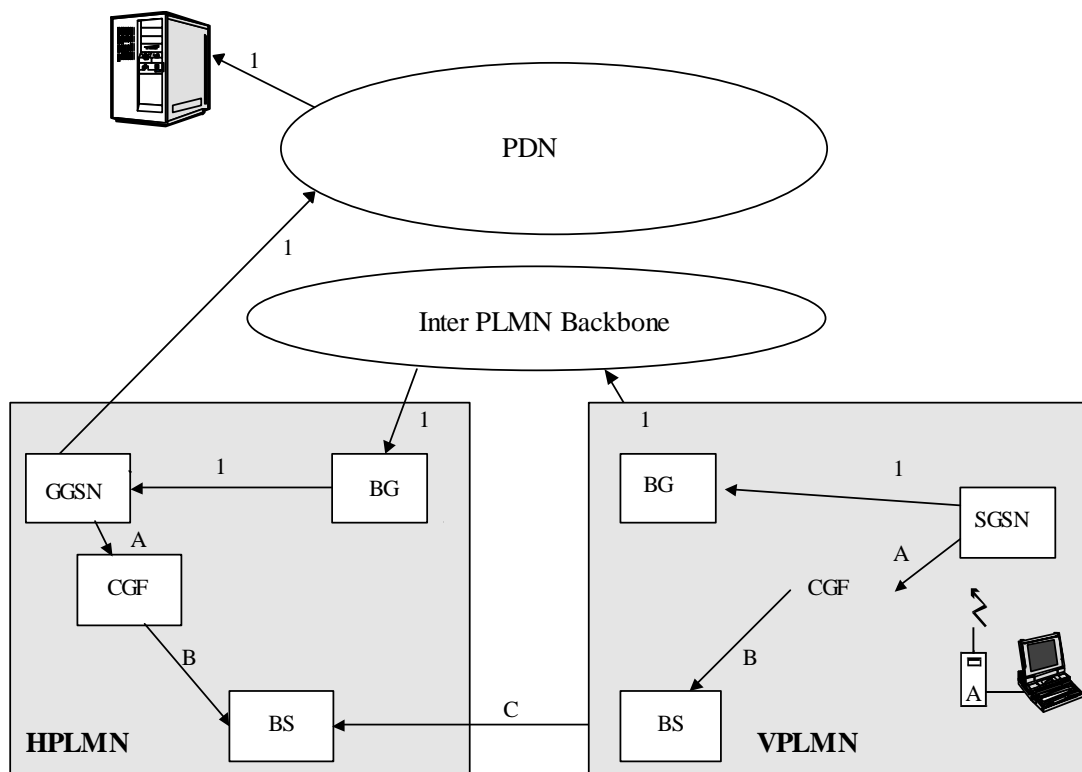 1
PDN
1
Inter PLMN Backbone
1
1
GGSN
1
BG
BG
1
SGSN
A
CGF
A
CGF
B
B
A
BS
C
BS
HPLMN
VPLMN